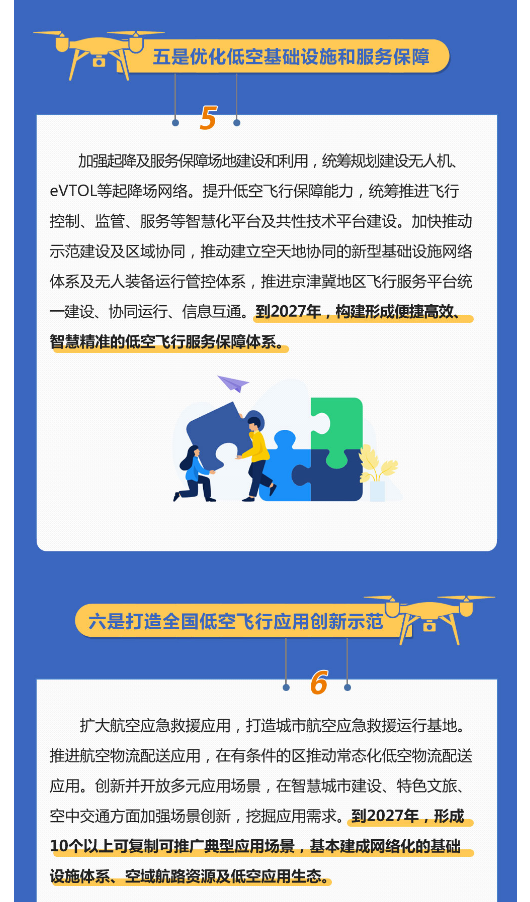 五是优化低空基础设施和服务保障
5
加强起降及服务保障场地建设和利用，统筹规划建设无人机、
eVTOL等起降场网络。提升低空飞行保障能力，统筹推进飞行
控制、监管、服务等智慧化平台及共性技术平台建设。加快推动
示范建设及区域协同，推动建立空天地协同的新型基础设施网络
体系及无人装备运行管控体系，推进京津冀地区飞行服务平台统
一建设、协同运行、信息互通。到2027年，构建形成便捷高效、
智慧精准的低空飞行服务保障体系。
六是打造全国低空飞行应用创新示范
6
扩大航空应急救援应用，打造城市航空应急救援运行基地。
推进航空物流配送应用，在有条件的区推动常态化低空物流配送
应用。创新并开放多元应用场景，在智慧城市建设、特色文旅、
空中交通方面加强场景创新，挖掘应用需求。到2027年，形成
10个以上可复制可推广典型应用场景，基本建成网络化的基础
设施体系、空域航路资源及低空应用生态。